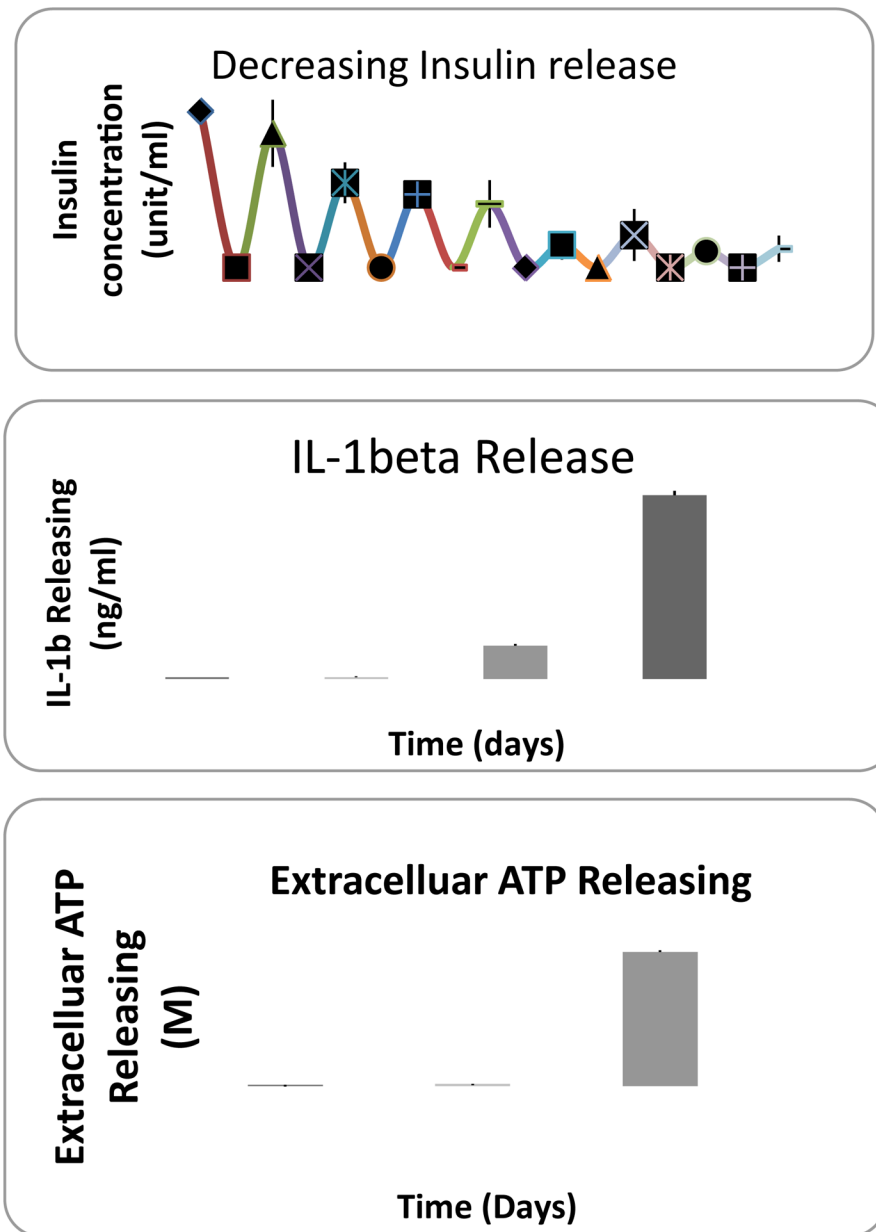 Decreasing Insulin release
Insulin
concentration
(unit/ml)
IL-1beta Release
IL-1b Releasing
(ng/ml)
Time (days)
Extracelluar ATP Releasing
Extracelluar ATP
Releasing
(M)
Time (Days)